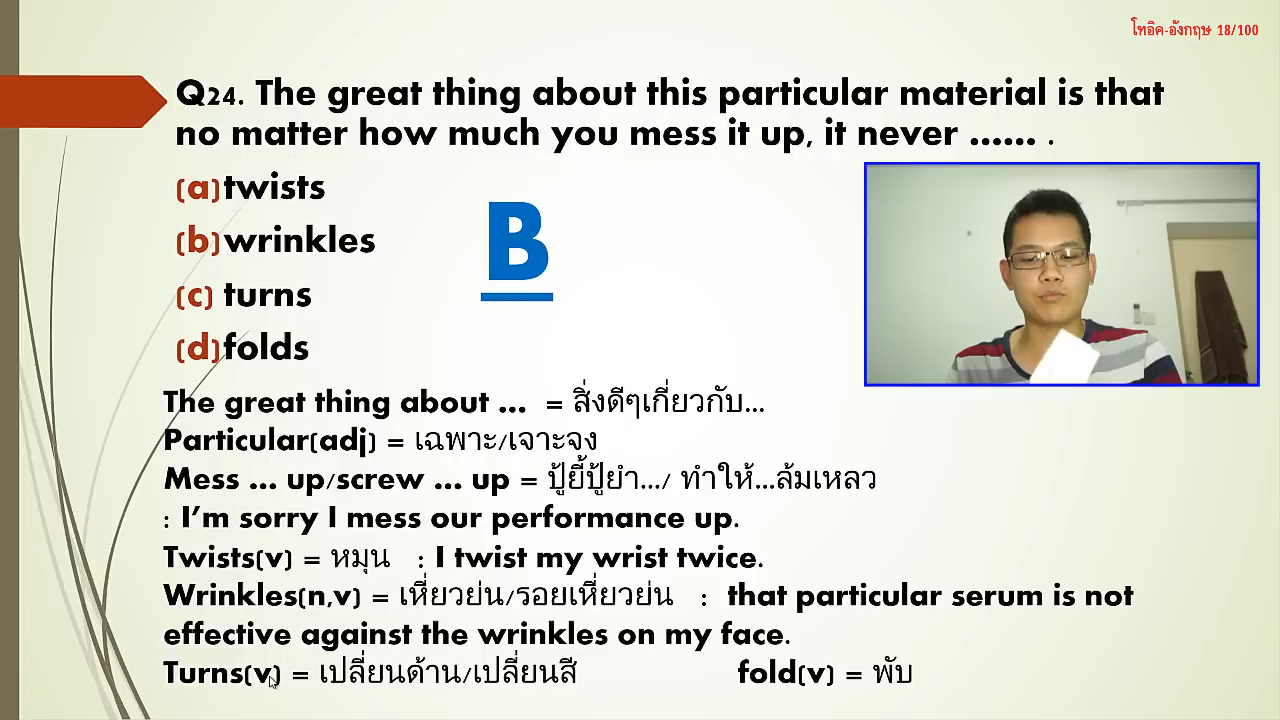 โทอิค-อังกฤษ 18/100
Q24. The great thing about this particular material is that
no matter how much you mess it up, it never ...... .
(a)twists
(b)wrinkles
(c) turns
(d)folds
B
The great thing about ... = สิ่งดีๆเกี่ยวกับ...
Particular(adj) = เฉพาะ/เจาะจง
Mess ... up/screw ... up = ปู้ยี้ปู้ยำ.../ ทำให้...ล้มเหลว
: I’m sorry I mess our performance up.
Twists(v) = หมุน : I twist my wrist twice.
Wrinkles(n,v) = เหี่ยวย่น/รอยเหี่ยวย่น : that particular serum is not
effective against the wrinkles on my face.
Turns(v) = เปลี่ยนด้าน/เปลี่ยนสี fold(v) = พับ